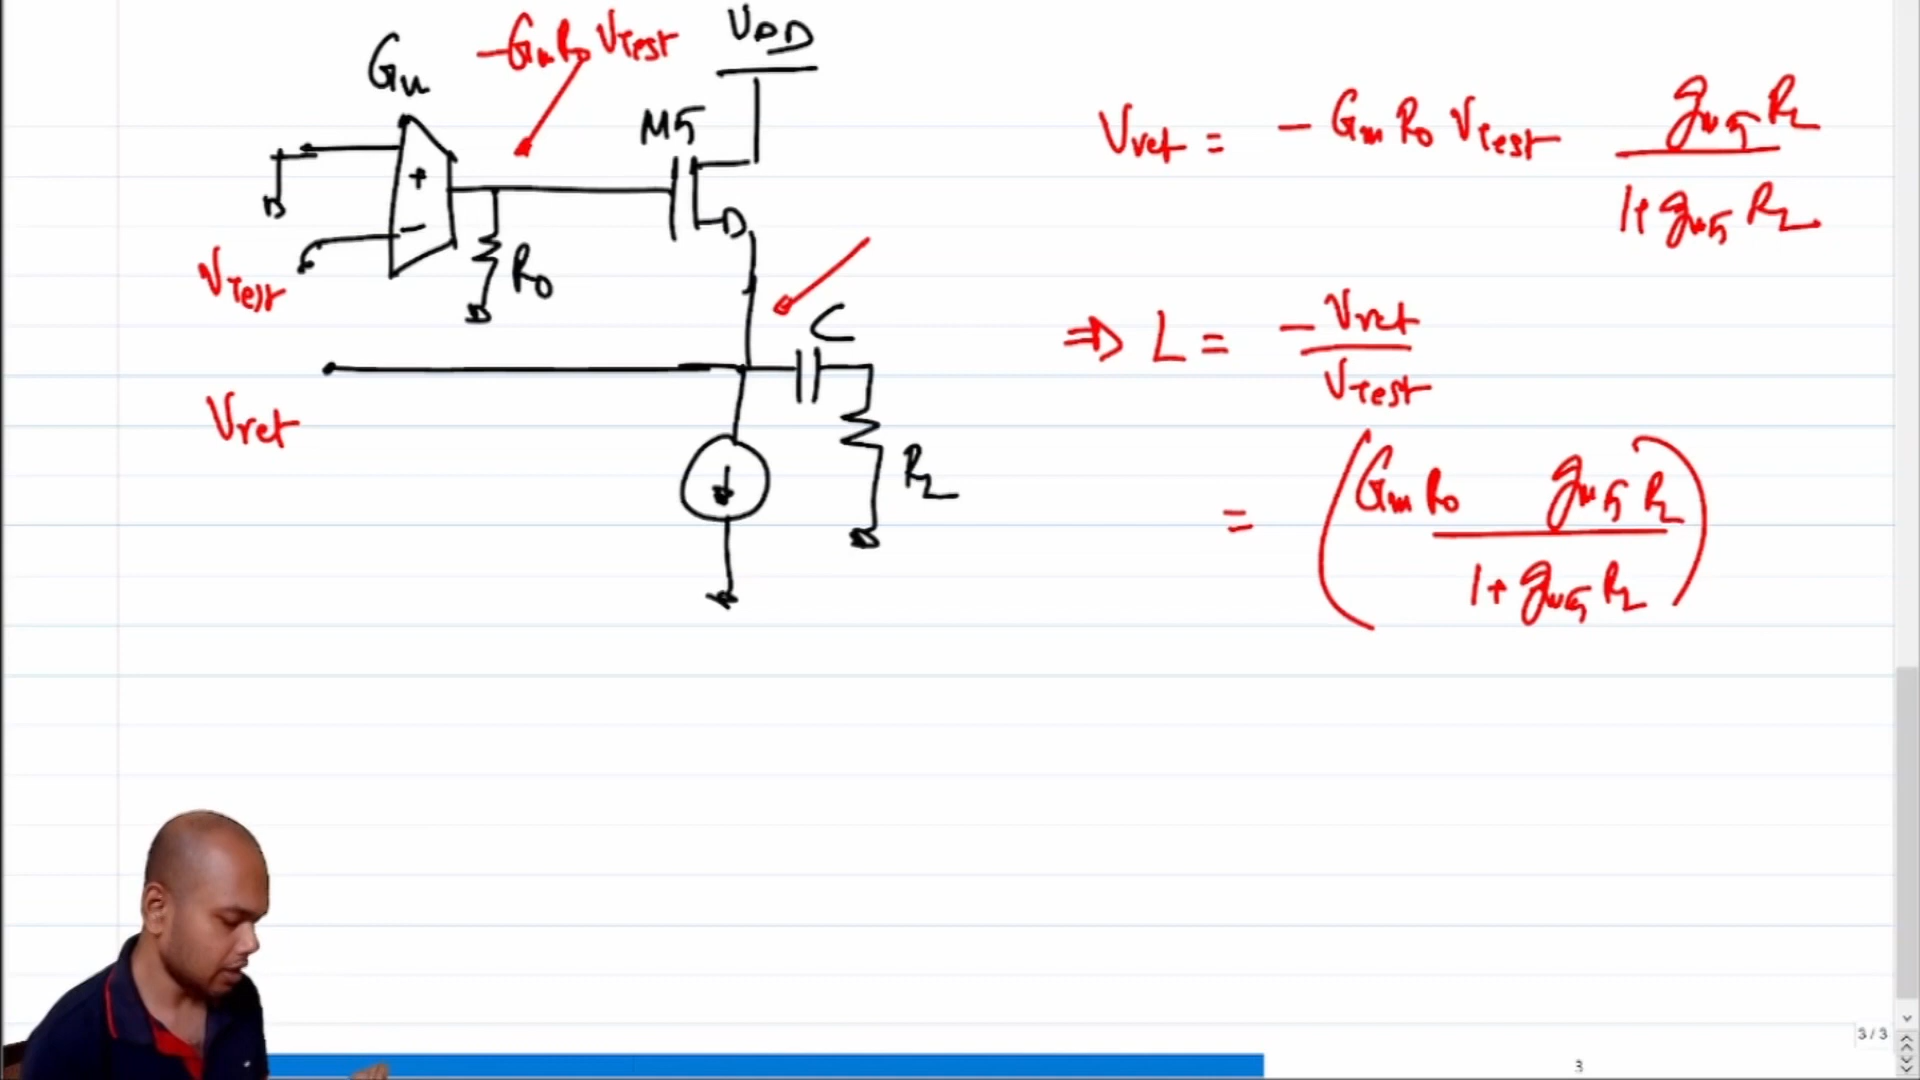 -GmRo VTest
VDD
Gm
M5
+
-
Ro
VTest
C
Vret
RL
Vret = - Gm Ro VTest gm5 RL
1+ gm5 RL
⇒ L = - Vret
VTest
= ( Gm Ro gm5 RL )
1+ gm5 RL
3 / 3
3